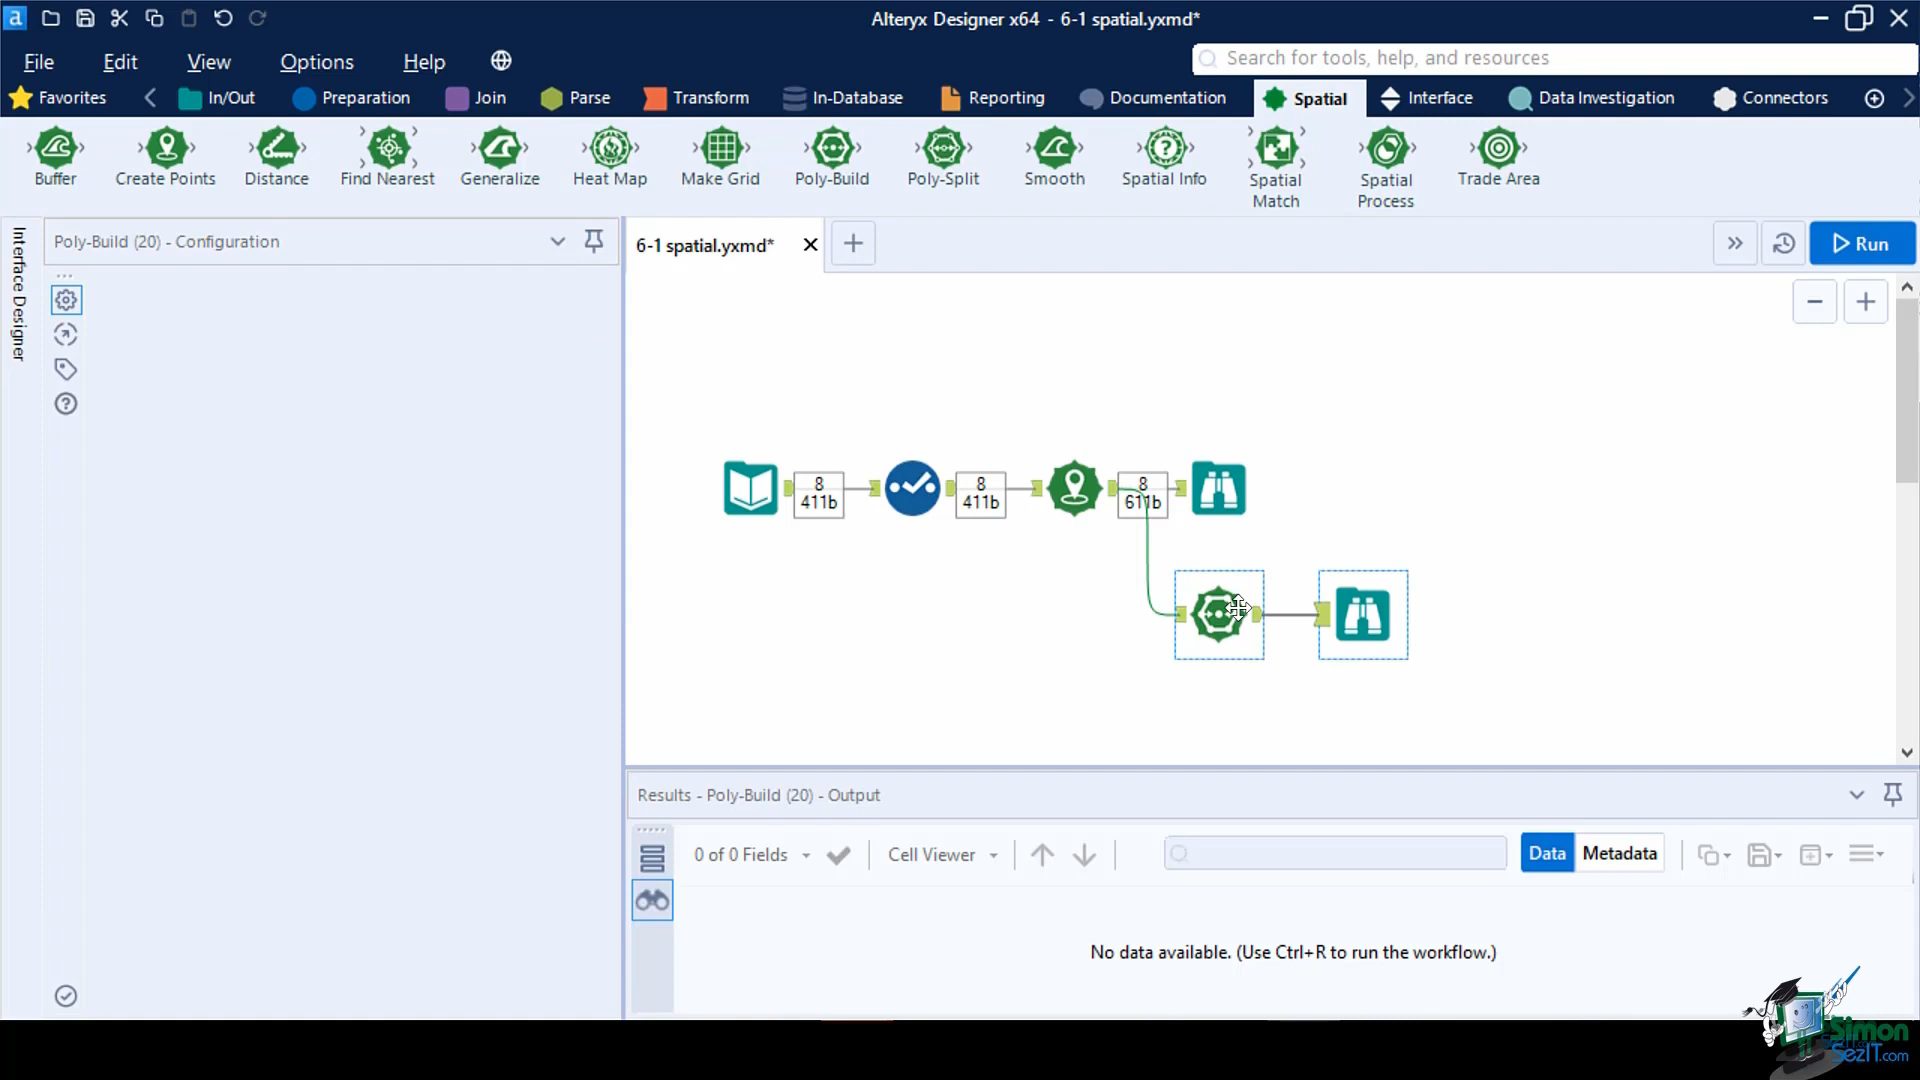 a
Alteryx Designer x64 - 6-1 spatial.yxmd*
File Edit View Options Help
Search for tools, help, and resources
Favorites In/Out Preparation Join Parse Transform In-Database Reporting Documentation Spatial Interface Data Investigation Connectors
Buffer Create Points Distance Find Nearest Generalize Heat Map Make Grid Poly-Build Poly-Split Smooth Spatial Info Spatial Match Spatial Process Trade Area
Interface Designer
Poly-Build (20) - Configuration
6-1 spatial.yxmd*
Run
8
411b
8
411b
8
611b
Results - Poly-Build (20) - Output
0 of 0 Fields Cell Viewer Data Metadata
No data available. (Use Ctrl+R to run the workflow.)
Simon
SezIT.com